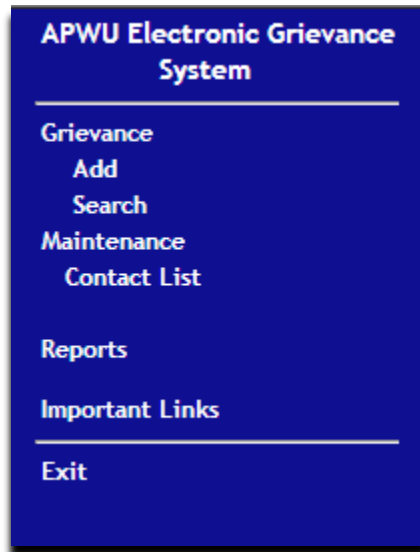 APWU Electronic Grievance
System
Grievance
Add
Search
Maintenance
Contact List
Reports
Important Links
Exit